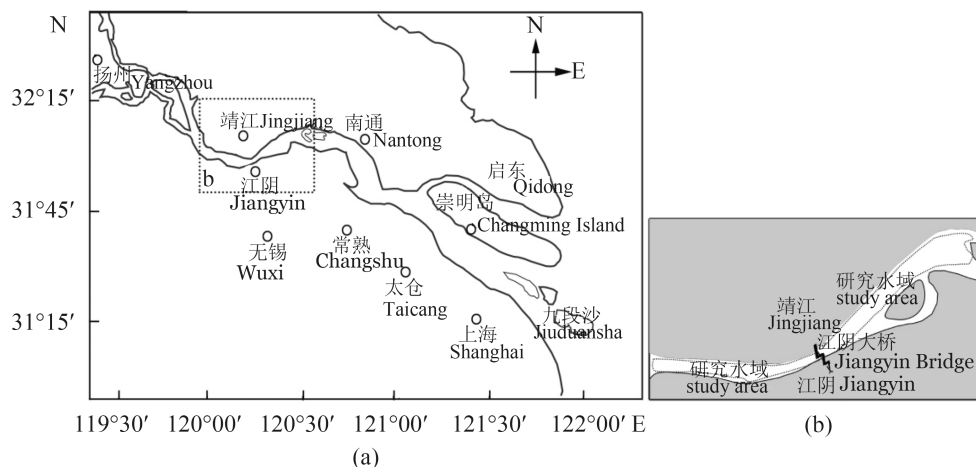 N
N
E
扬州
Yangzhou
32°15′
靖江 Jingjiang
南通
Nantong
b
江阴
Jiangyin
启东
Qidong
崇明岛
Changming Island
31°45′
无锡
Wuxi
常熟
Changshu
太仓
Taicang
31°15′
上海
Shanghai
九段沙
Jiuduansha
119°30′ 120°00′ 120°30′ 121°00′ 121°30′ 122°00′ E
(a)
研究水域
study area
靖江
Jingjiang
江阴大桥
Jiangyin Bridge
研究水域
study area
江阴 Jiangyin
(b)